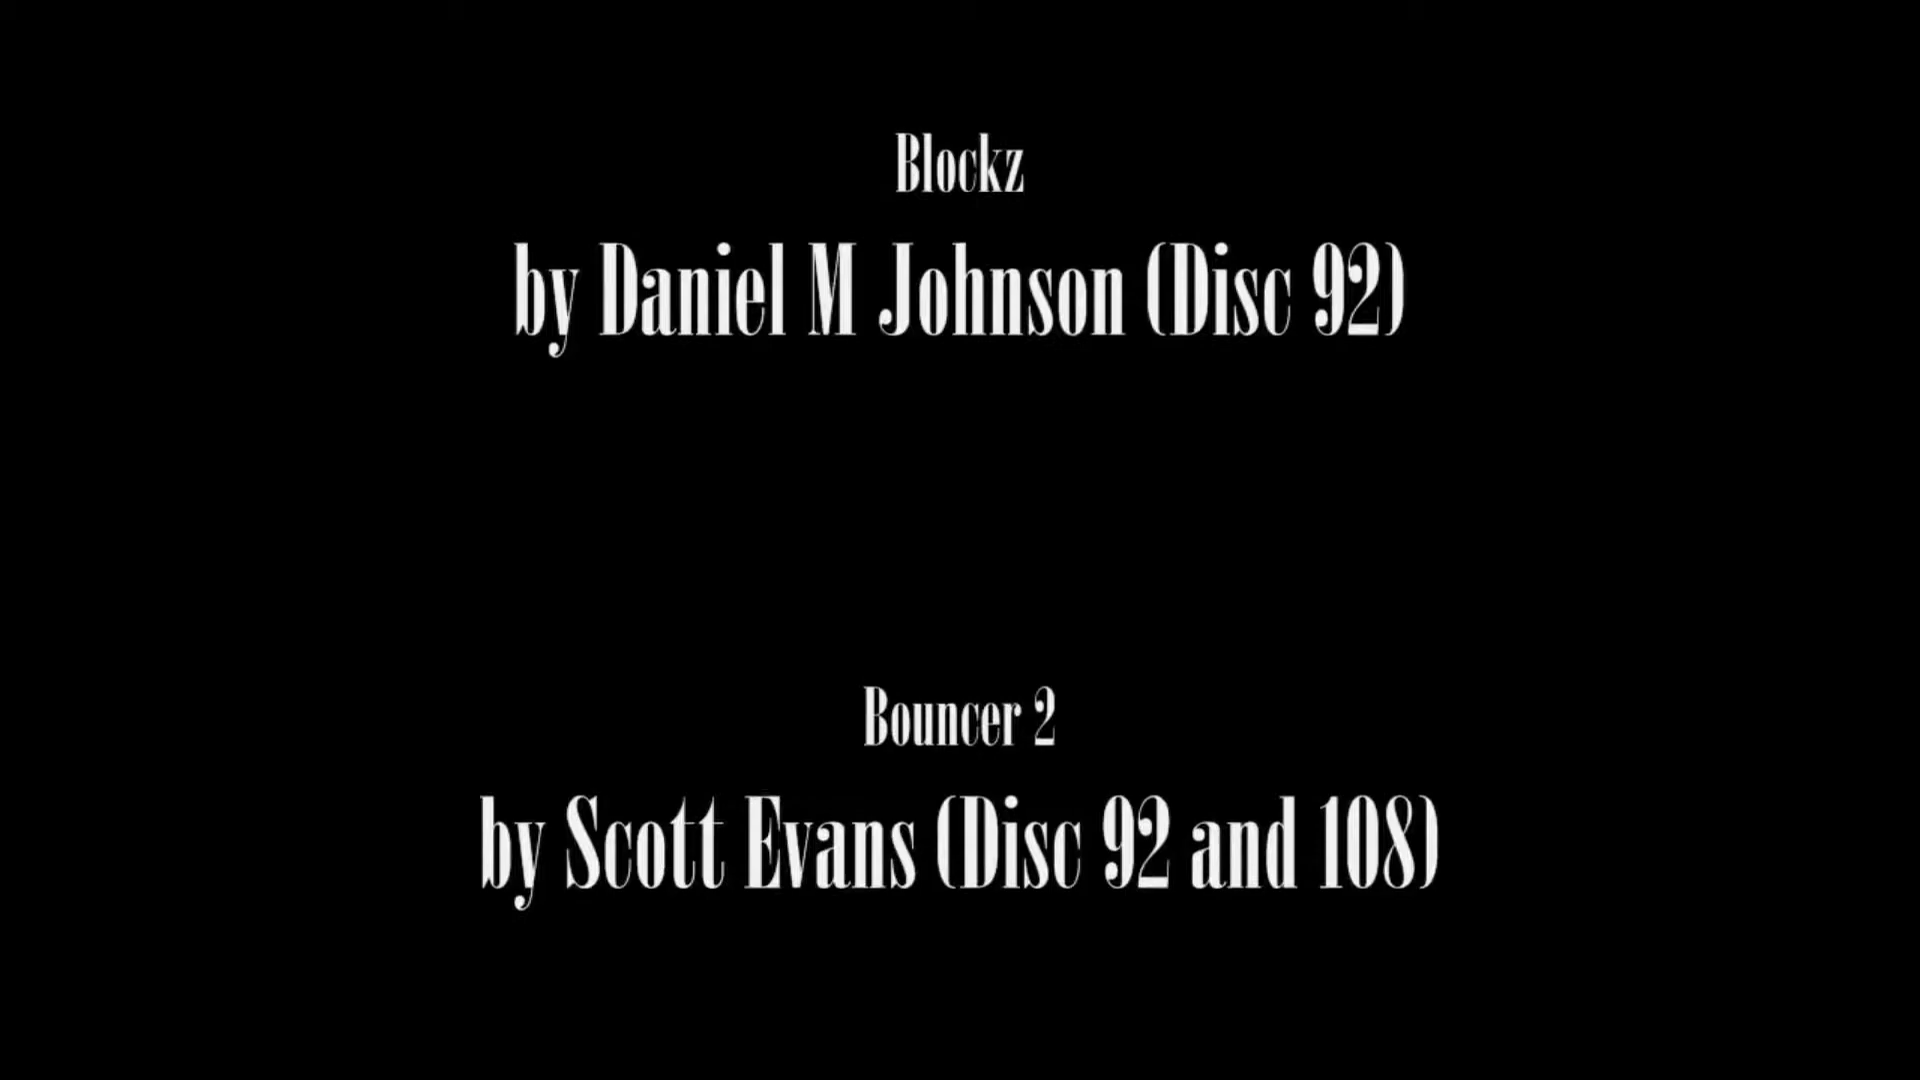 Blockz
by Daniel M Johnson (Disc 92)
Bouncer 2
by Scott Evans (Disc 92 and 108)